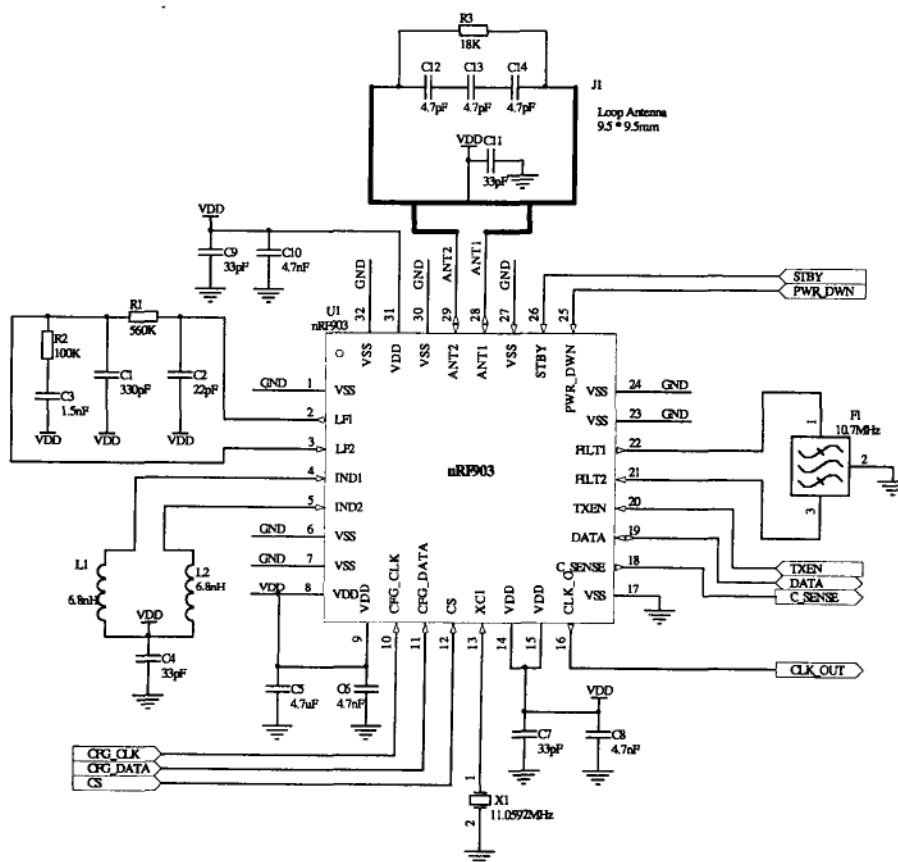 R3
18K
C12
C13
C14
4.7pF
4.7pF
4.7pF
J1
Loop Antenna
9.5 * 9.5mm
VDD
C11
33pF
VDD
C9
33pF
C10
4.7nF
GND
GND
ANT2
ANT1
GND
STBY
PWR_DWN
U1
nRF903
32
31
30
29
28
27
26
25
VSS
VDD
VSS
ANT2
ANT1
VSS
STBY
PWR_DWN
R1
560K
R2
100K
C1
330pF
C2
22pF
C3
1.5nF
VDD
VDD
VDD
GND
1
VSS
2
LF1
3
LF2
4
IND1
5
IND2
GND
6
VSS
GND
7
VSS
VDD
8
VDD
nRF903
VSS
24
GND
VSS
23
GND
FILT1
22
FILT2
21
TXEN
20
DATA
19
C_SENSE
18
VSS
17
F1
10.7MHz
1
2
3
TXEN
DATA
C_SENSE
L1
6.8nH
L2
6.8nH
VDD
C4
33pF
VDD
CFG_CLK
CFG_DATA
CS
XC1
VDD
VDD
CLK_O
9
10
11
12
13
14
15
16
CLK_OUT
C5
4.7uF
C6
4.7nF
VDD
C7
33pF
C8
4.7nF
CFG_CLK
CFG_DATA
CS
1
X1
11.0592MHz
2